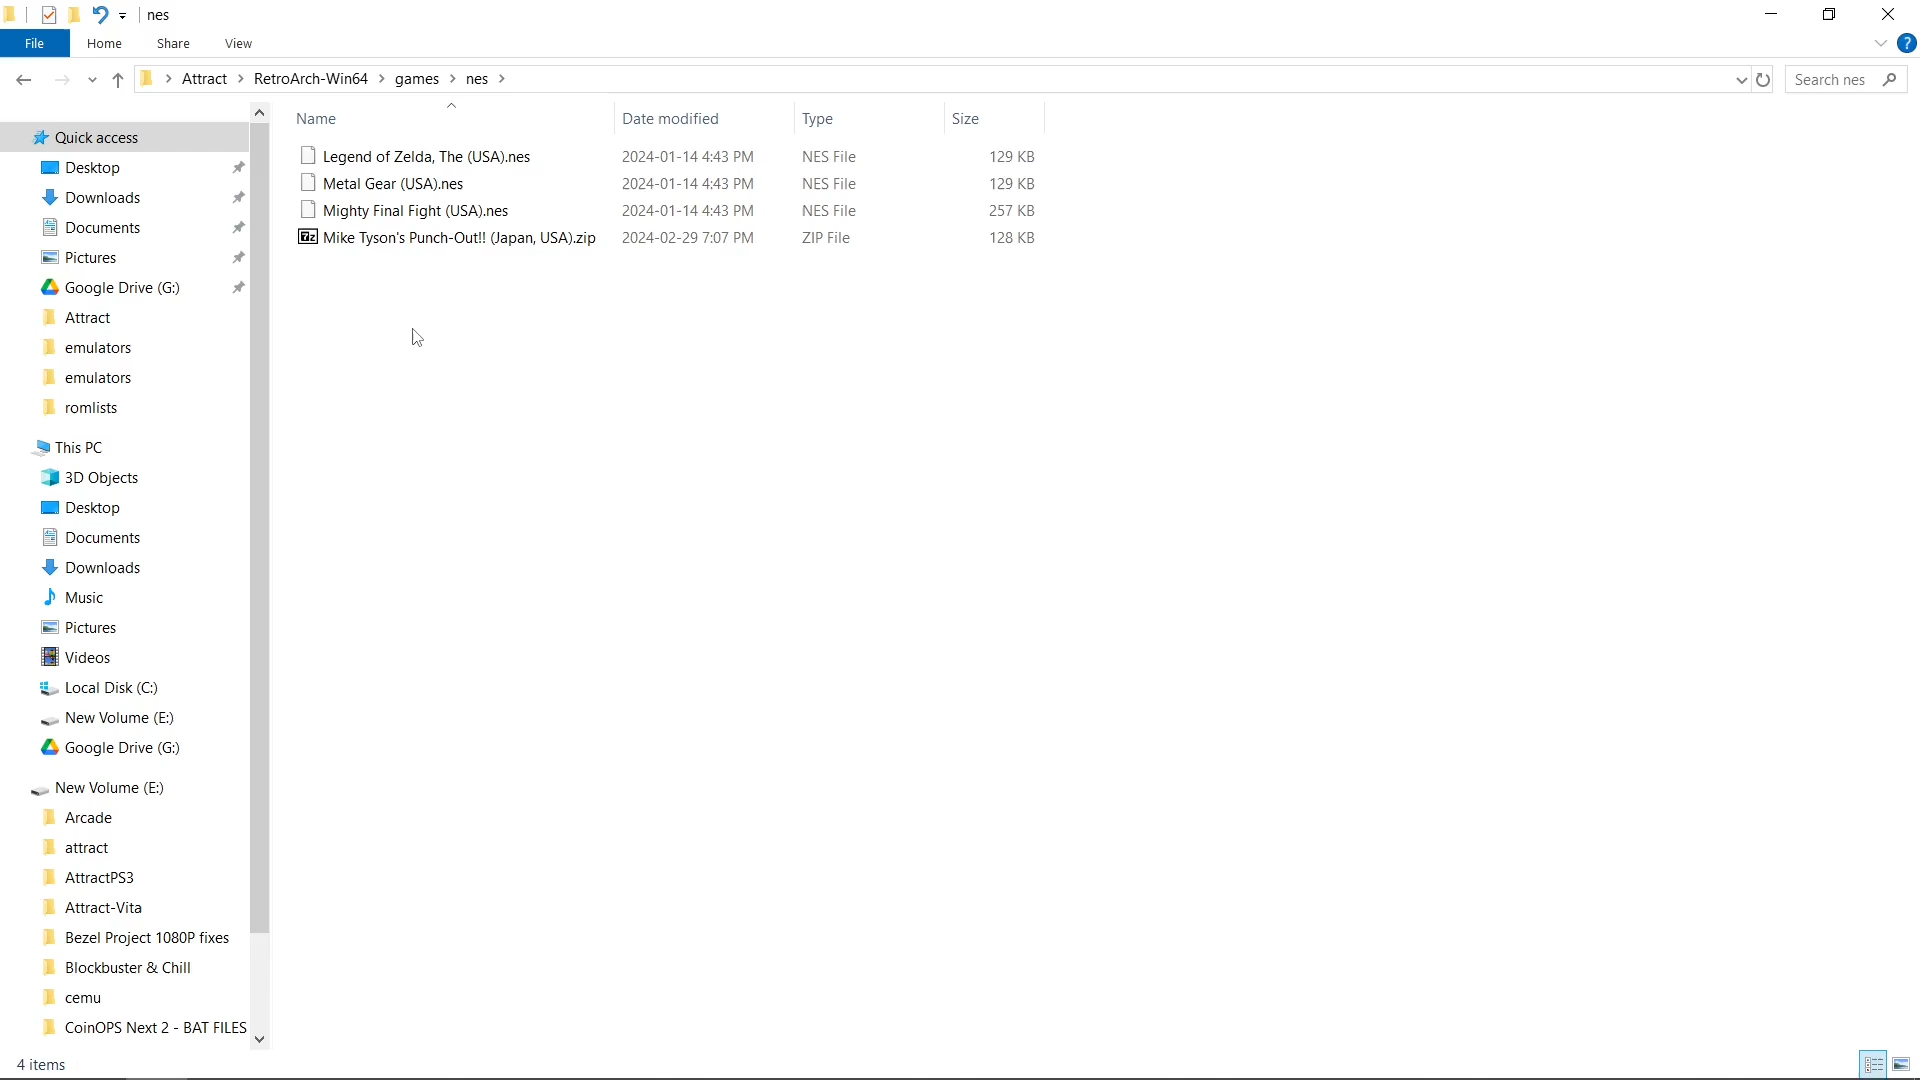 nes
File Home Share View
Attract RetroArch-Win64 games nes Search nes
Name Date modified Type Size
Legend of Zelda, The (USA).nes 2024-01-14 4:43 PM NES File 129 KB
Metal Gear (USA).nes 2024-01-14 4:43 PM NES File 129 KB
Mighty Final Fight (USA).nes 2024-01-14 4:43 PM NES File 257 KB
7z Mike Tyson's Punch-Out!! (Japan, USA).zip 2024-02-29 7:07 PM ZIP File 128 KB
Quick access
Desktop
Downloads
Documents
Pictures
Google Drive (G:)
Attract
emulators
emulators
romlists
This PC
3D Objects
Desktop
Documents
Downloads
Music
Pictures
Videos
Local Disk (C:)
New Volume (E:)
Google Drive (G:)
New Volume (E:)
Arcade
attract
AttractPS3
Attract-Vita
Bezel Project 1080P fixes
Blockbuster & Chill
cemu
CoinOPS Next 2 - BAT FILES
4 items